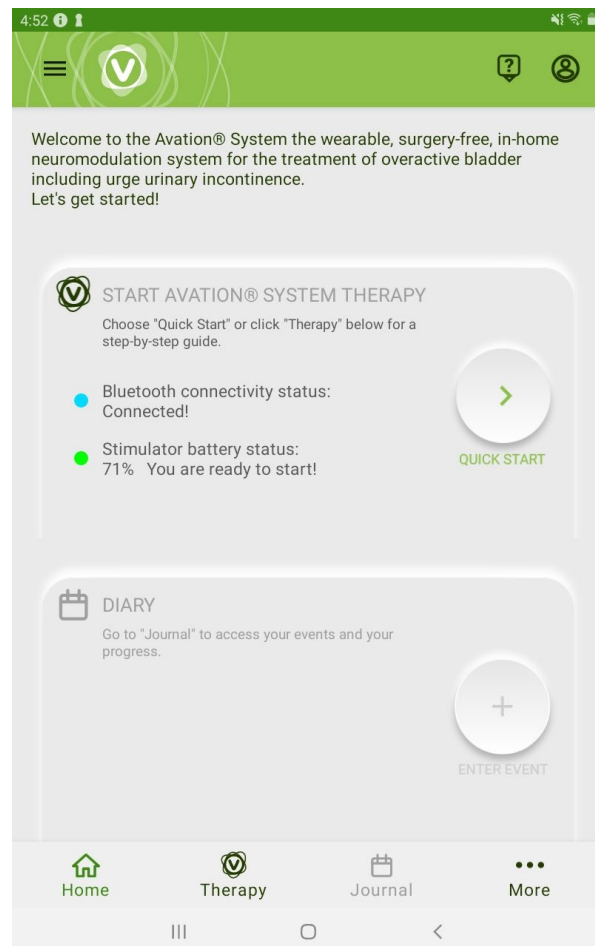 4:52
Welcome to the Avation® System the wearable, surgery-free, in-home
neuromodulation system for the treatment of overactive bladder
including urge urinary incontinence.
Let's get started!
START AVATION® SYSTEM THERAPY
Choose "Quick Start" or click "Therapy" below for a
step-by-step guide.
Bluetooth connectivity status:
Connected!
Stimulator battery status:
71% You are ready to start!
QUICK START
DIARY
Go to "Journal" to access your events and your
progress.
ENTER EVENT
Home
Therapy
Journal
More